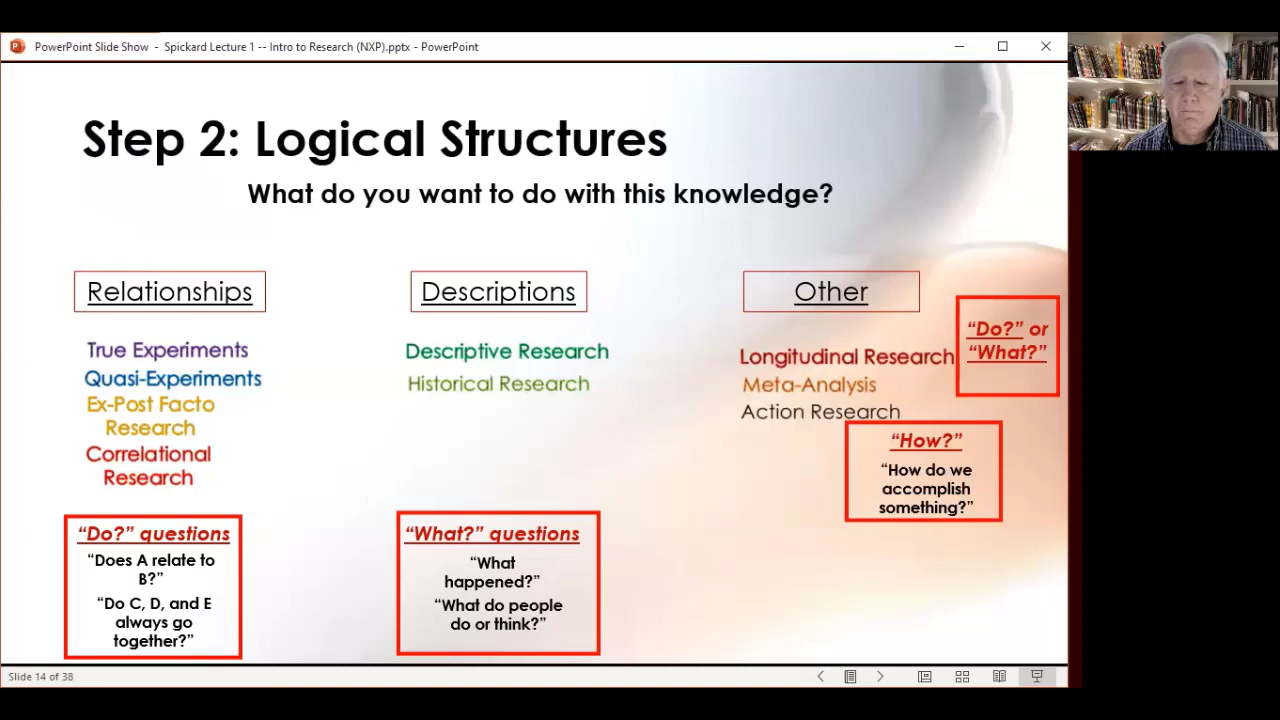 PowerPoint Slide Show - Spickard Lecture 1 -- Intro to Research (NXP).pptx - PowerPoint
Step 2: Logical Structures
What do you want to do with this knowledge?
Relationships
True Experiments
Quasi-Experiments
Ex-Post Facto
Research
Correlational
Research
“Do?” questions
“Does A relate to
B?”
“Do C, D, and E
always go
together?”
Descriptions
Descriptive Research
Historical Research
“What?” questions
“What
happened?”
“What do people
do or think?”
Other
Longitudinal Research
Meta-Analysis
Action Research
“Do?” or
“What?”
“How?”
“How do we
accomplish
something?”
Slide 14 of 38